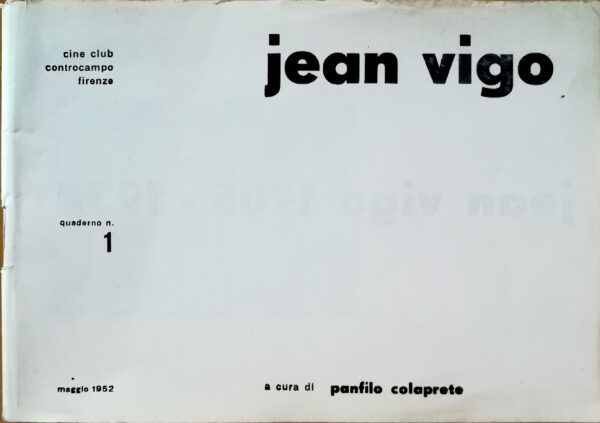 cine club
controcampo
firenze
jean vigo
quaderno n.
1
maggio 1952
a cura di panfilo colaprete